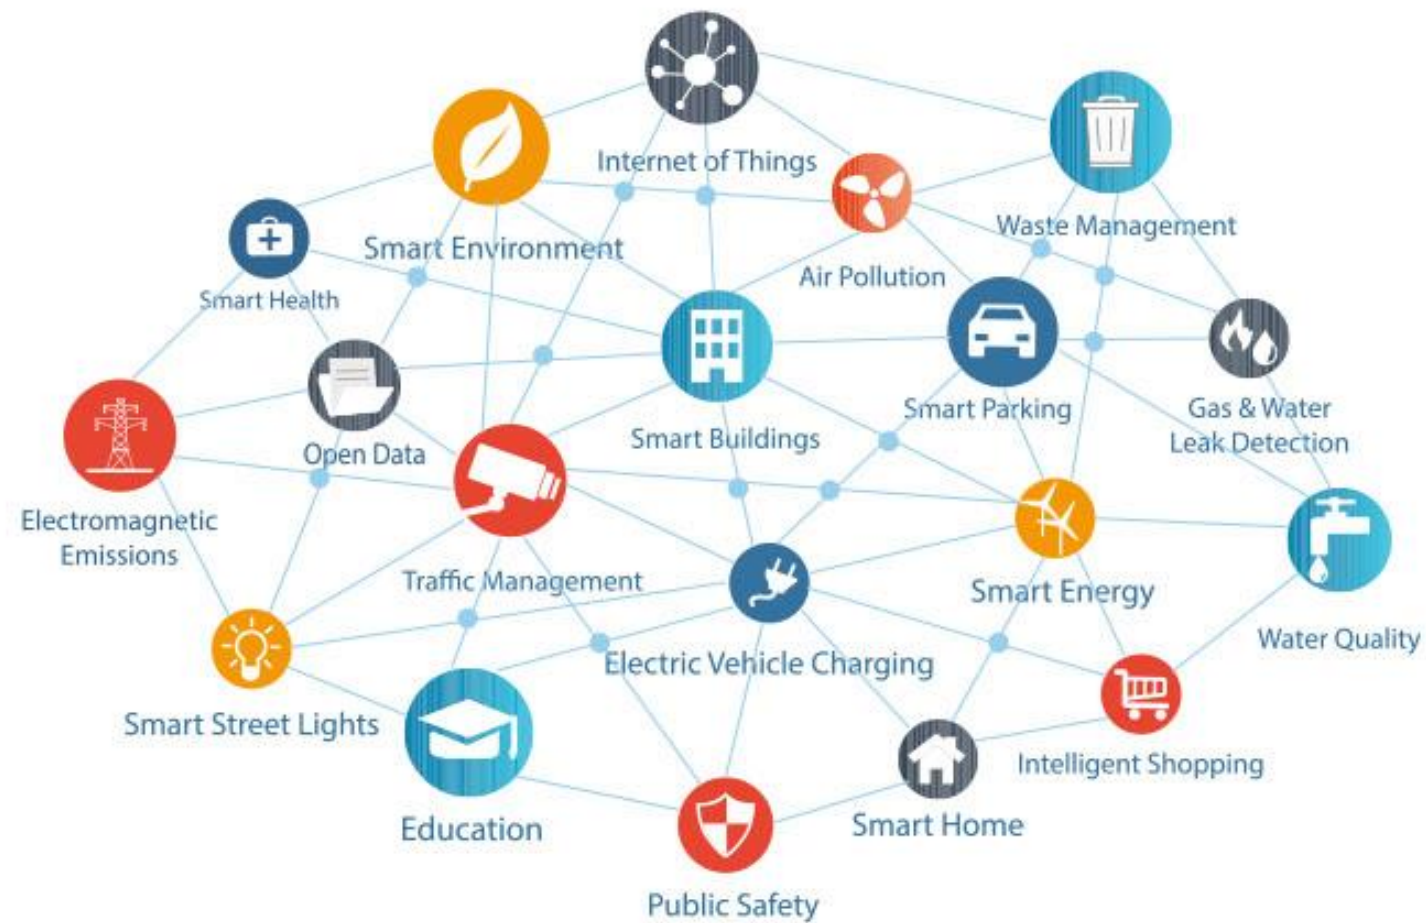 Internet of Things
Waste Management
Smart Environment
Air Pollution
Smart Health
Smart Parking
Gas & Water
Leak Detection
Smart Buildings
Open Data
Electromagnetic
Emissions
Traffic Management
Smart Energy
Water Quality
Electric Vehicle Charging
Smart Street Lights
Intelligent Shopping
Education
Smart Home
Public Safety